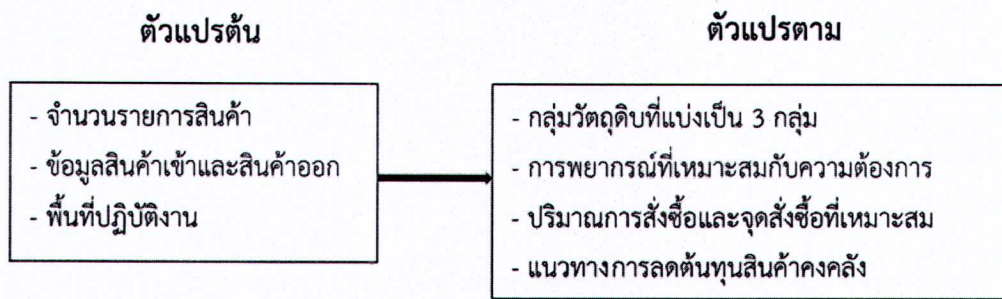 ตัวแปรต้น
ตัวแปรตาม
- จำนวนรายการสินค้า
- ข้อมูลสินค้าเข้าและสินค้าออก
- พื้นที่ปฏิบัติงาน
- กลุ่มวัตถุดิบที่แบ่งเป็น 3 กลุ่ม
- การพยากรณ์ที่เหมาะสมกับความต้องการ
- ปริมาณการสั่งซื้อและจุดสั่งซื้อที่เหมาะสม
- แนวทางการลดต้นทุนสินค้าคงคลัง